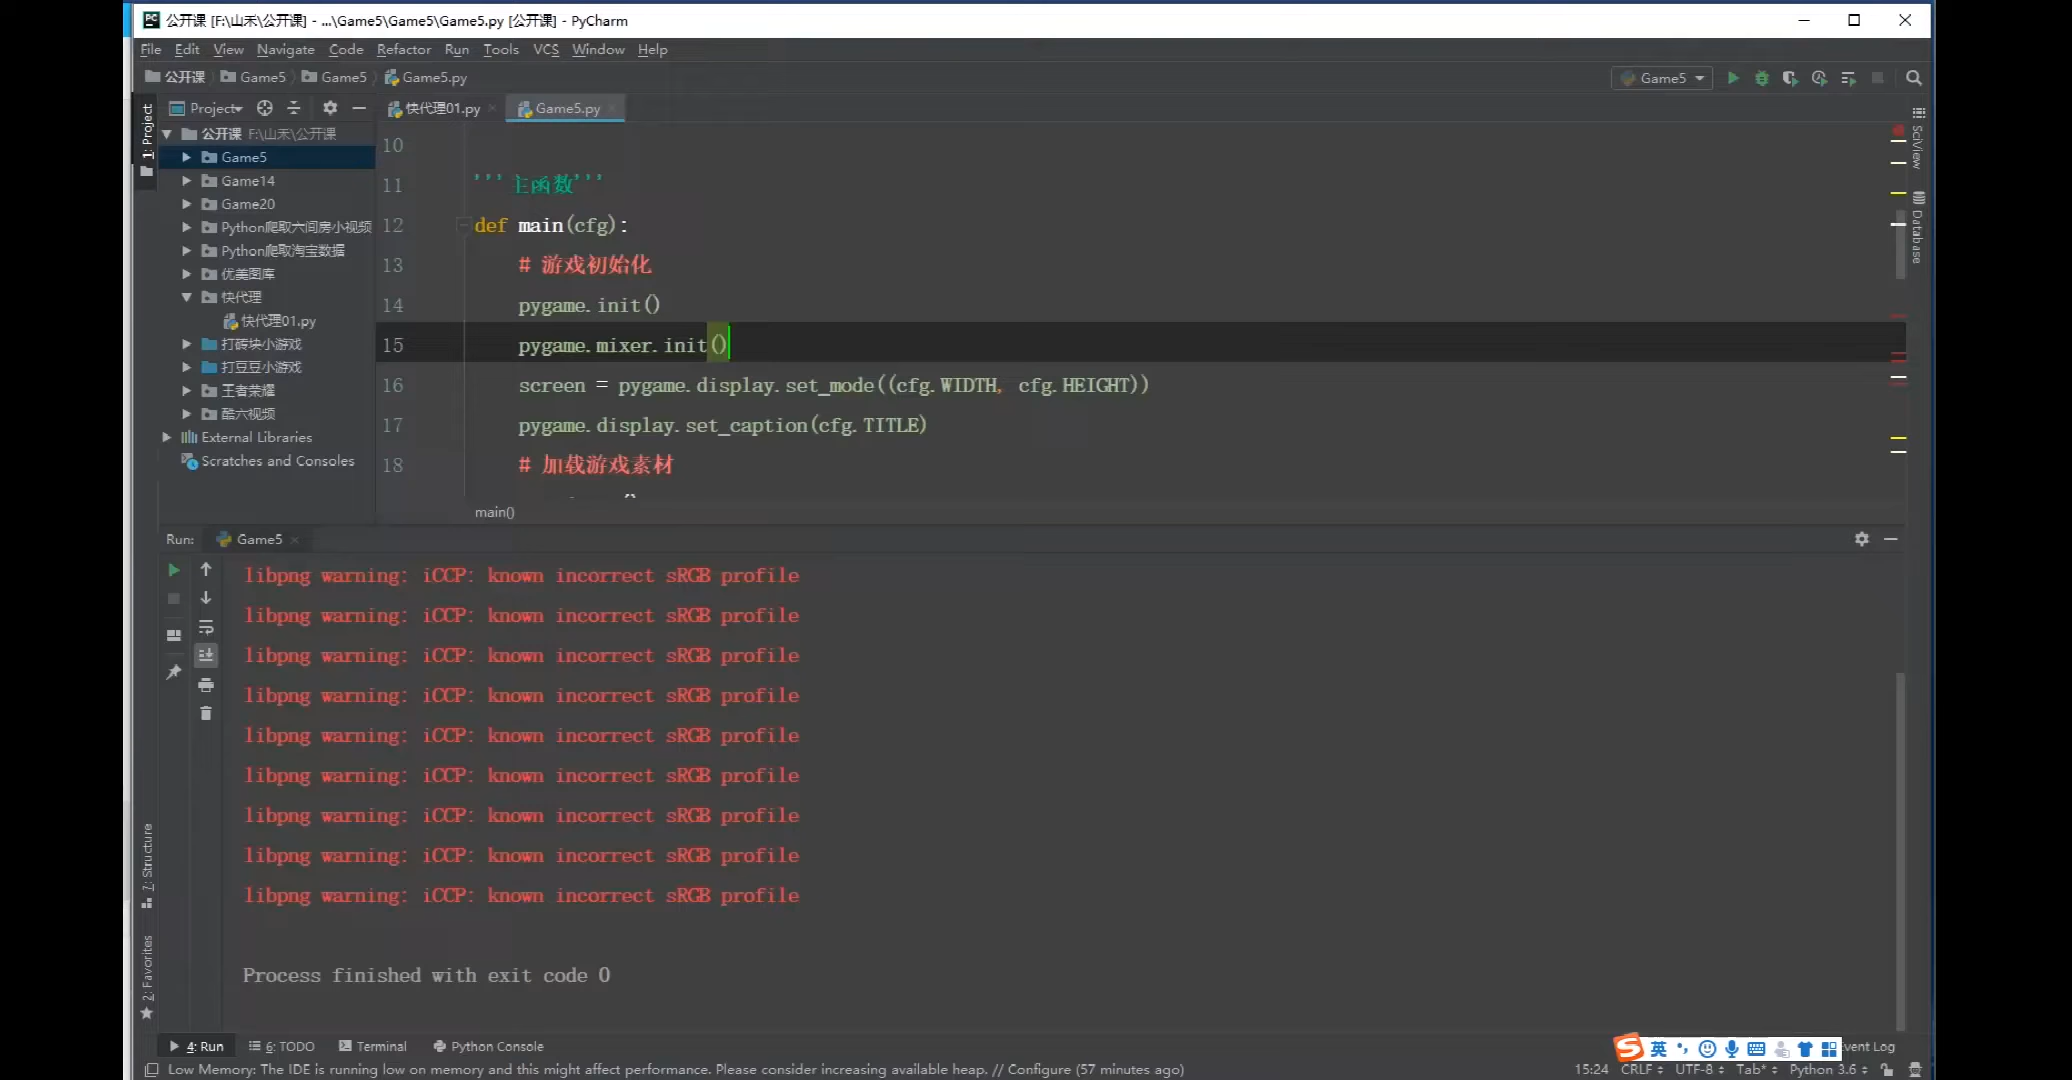 公开课 [F:\山禾\公开课] - ...\Game5\Game5\Game5.py [公开课] - PyCharm
File Edit View Navigate Code Refactor Run Tools VCS Window Help
公开课 Game5 Game5 Game5.py
Game5
Project
快代理01.py
Game5.py
1: Project
公开课 F:\山禾\公开课
Game5
Game14
Game20
Python爬取六间房小视频
Python爬取淘宝数据
优美图库
快代理
快代理01.py
打砖块小游戏
打豆豆小游戏
王者荣耀
酷六视频
External Libraries
Scratches and Consoles
10
11 '''主函数'''
12 def main(cfg):
13 # 游戏初始化
14 pygame.init()
15 pygame.mixer.init()
16 screen = pygame.display.set_mode((cfg.WIDTH, cfg.HEIGHT))
17 pygame.display.set_caption(cfg.TITLE)
18 # 加载游戏素材
main()
SciView
Database
Run: Game5
libpng warning: iCCP: known incorrect sRGB profile
libpng warning: iCCP: known incorrect sRGB profile
libpng warning: iCCP: known incorrect sRGB profile
libpng warning: iCCP: known incorrect sRGB profile
libpng warning: iCCP: known incorrect sRGB profile
libpng warning: iCCP: known incorrect sRGB profile
libpng warning: iCCP: known incorrect sRGB profile
libpng warning: iCCP: known incorrect sRGB profile
libpng warning: iCCP: known incorrect sRGB profile
Process finished with exit code 0
7: Structure
2: Favorites
4: Run 6: TODO Terminal Python Console
英
vent Log
Low Memory: The IDE is running low on memory and this might affect performance. Please consider increasing available heap. // Configure (57 minutes ago)
15:24 CRLF UTF-8 Tab* Python 3.6